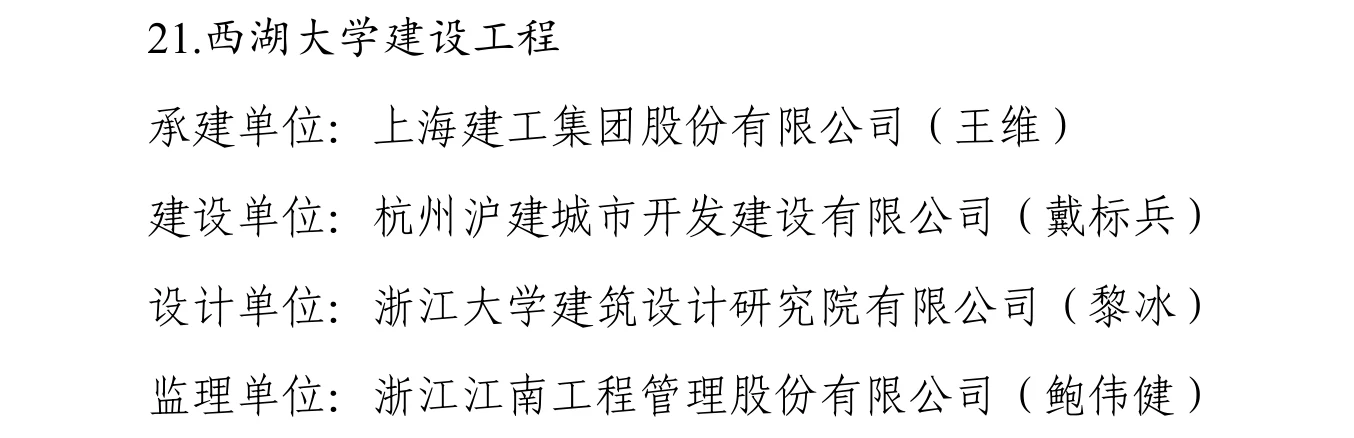 21.西湖大学建设工程
承建单位：上海建工集团股份有限公司（王维）
建设单位：杭州沪建城市开发建设有限公司（戴标兵）
设计单位：浙江大学建筑设计研究院有限公司（黎冰）
监理单位：浙江江南工程管理股份有限公司（鲍伟健）